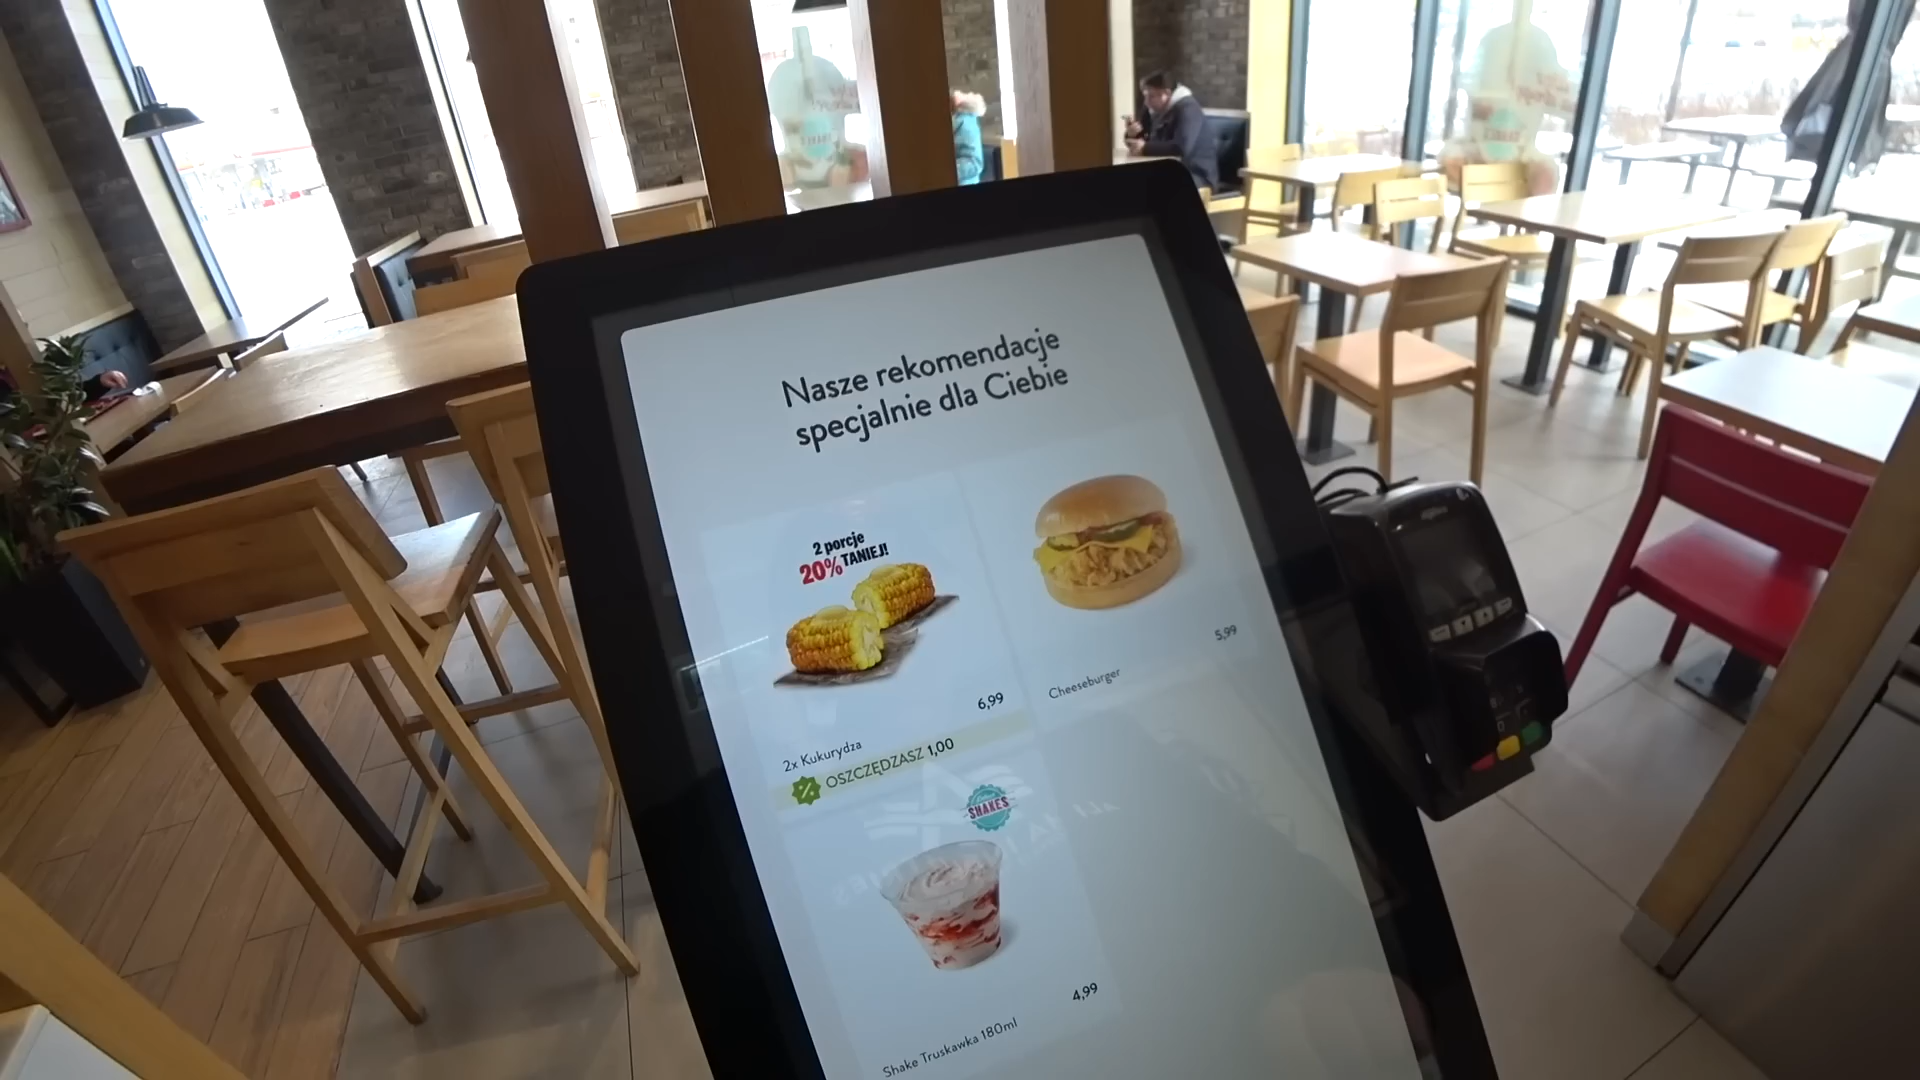 Nasze rekomendacje
specjalnie dla Ciebie
2 porcje
20% TANIEJ!
6,99
2x Kukurydza
OSZCZĘDZASZ 1,00
5,99
Cheeseburger
SHAKES
4,99
Shake Truskawka 180ml